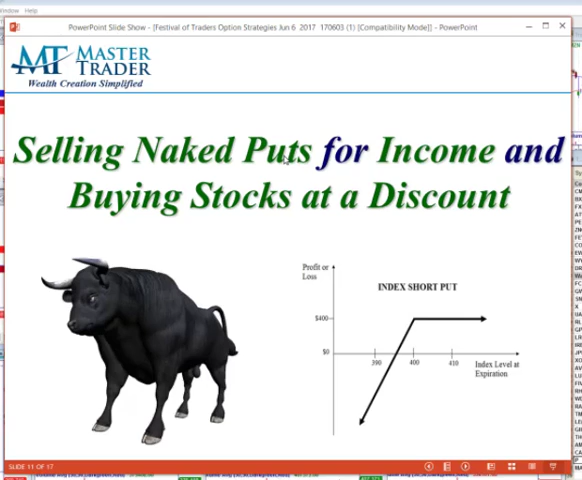 Window Help
PowerPoint Slide Show - [Festival of Traders Option Strategies Jun 6 2017 170603 (1) [Compatibility Mode]] - PowerPoint
MT MASTER
TRADER
Wealth Creation Simplified
Selling Naked Puts for Income and
Buying Stocks at a Discount
Profit or
Loss
INDEX SHORT PUT
$400
$0
390 400 410
Index Level at
Expiration
SLIDE 11 OF 17